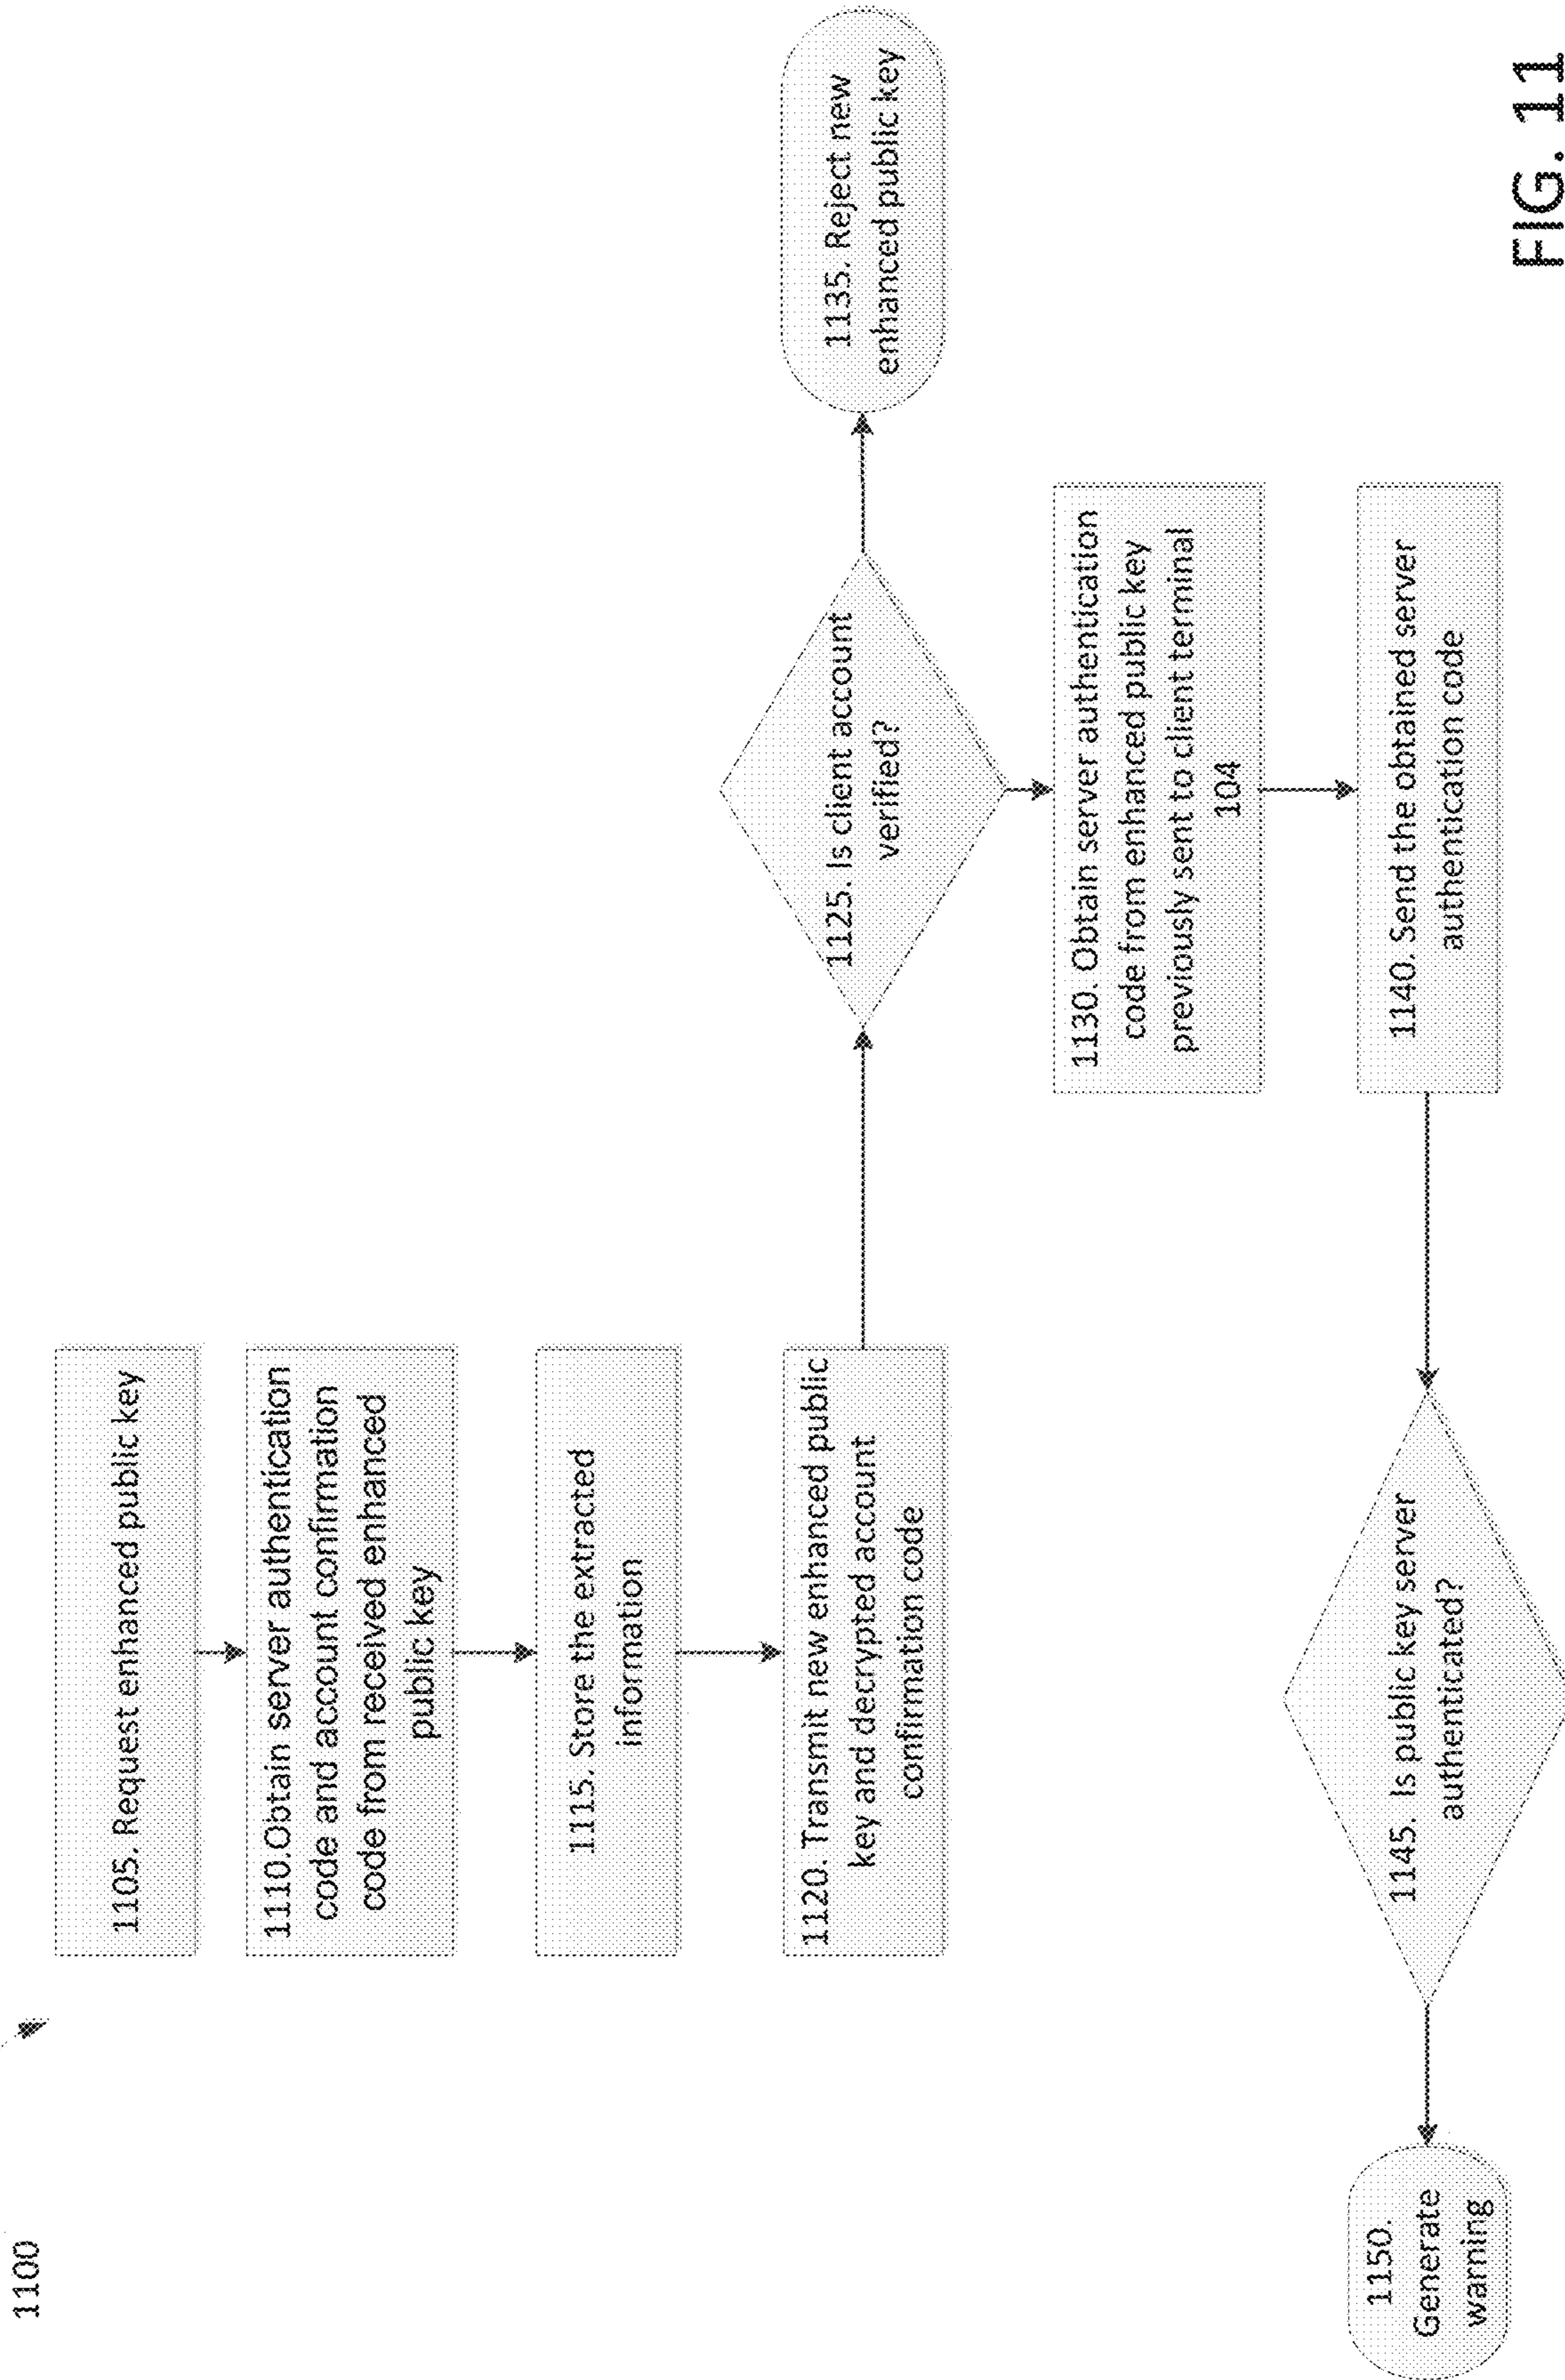 1100
1105. Request enhanced public key
1110.Obtain server authentication
code and account confirmation
code from received enhanced
public key
1115. Store the extracted
information
1120. Transmit new enhanced public
key and decrypted account
confirmation code
1125. Is client account
verified?
1135. Reject new
enhanced public key
1130. Obtain server authentication
code from enhanced public key
previously sent to client terminal
104
1140. Send the obtained server
authentication code
1145. Is public key server
authenticated?
1150.
Generate
warning
FIG. 11